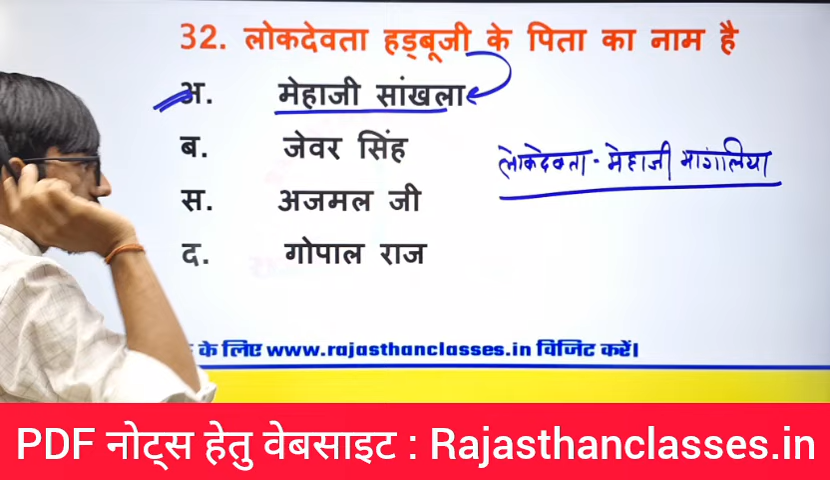 32. लोकदेवता हड्बूजी के पिता का नाम है
अ. मेहाजी सांखला
ब. जेवर सिंह
स. अजमल जी
द. गोपाल राज
लोकदेवता - मेहाजी मांगलिया
के लिए www.rajasthanclasses.in विजिट करें।
PDF नोट्स हेतु वेबसाइट : Rajasthanclasses.in